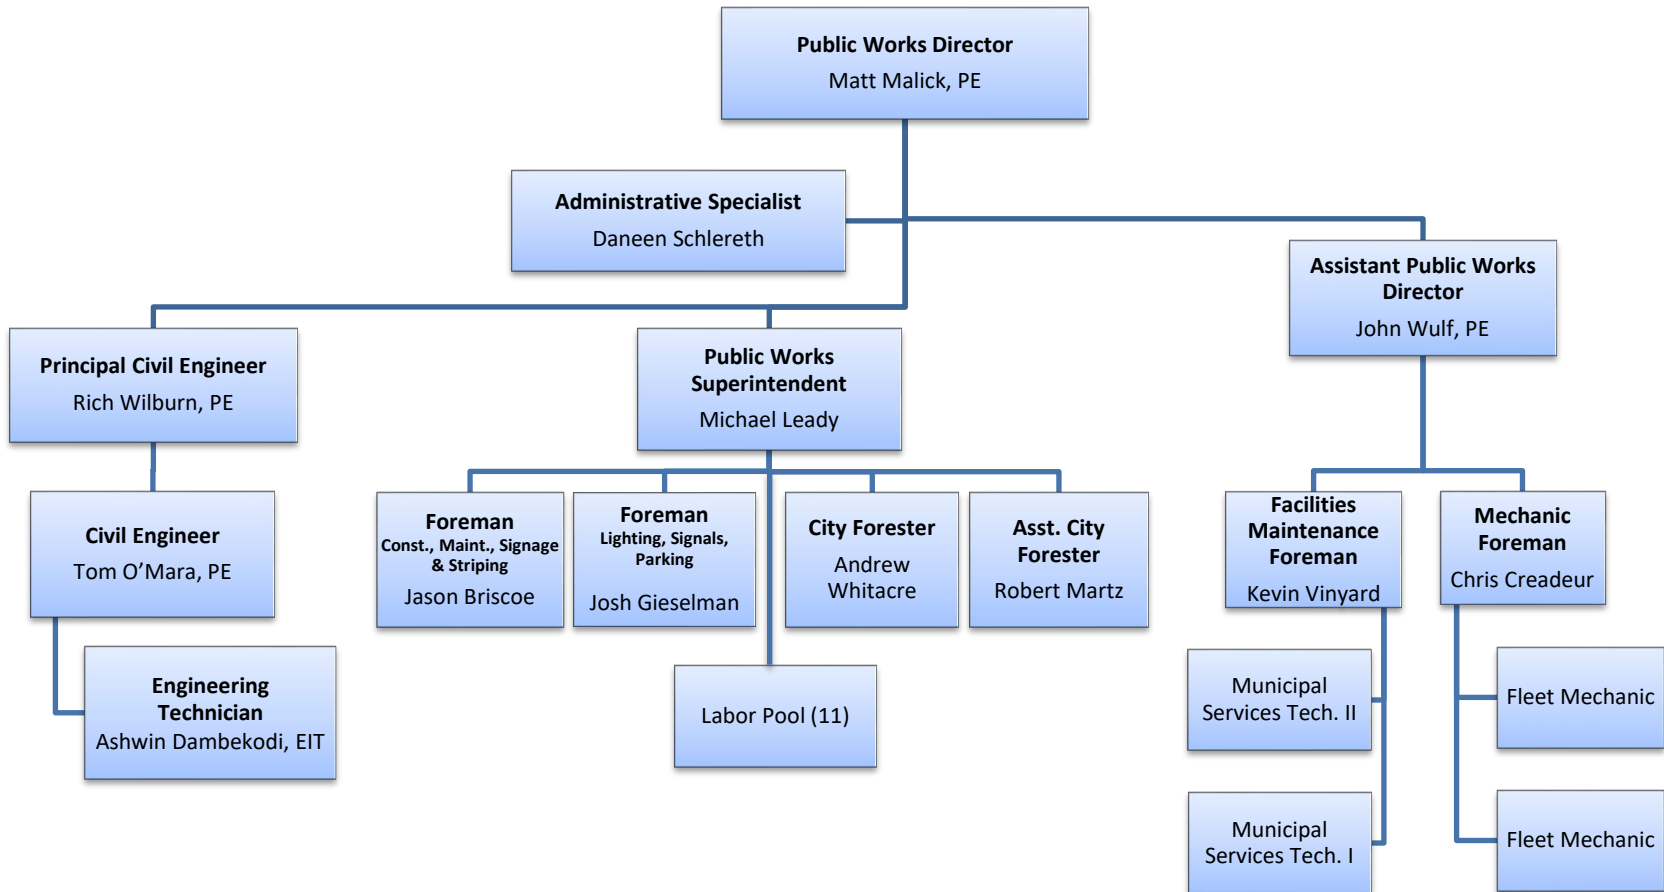 Public Works Director
Matt Malick, PE
Administrative Specialist
Daneen Schlereth
Assistant Public Works
Director
John Wulf, PE
Principal Civil Engineer
Rich Wilburn, PE
Public Works
Superintendent
Michael Leady
Civil Engineer
Tom O’Mara, PE
Foreman
Const., Maint., Signage
& Striping
Jason Briscoe
Foreman
Lighting, Signals,
Parking
Josh Gieselman
City Forester
Andrew
Whitacre
Asst. City
Forester
Robert Martz
Facilities
Maintenance
Foreman
Kevin Vinyard
Mechanic
Foreman
Chris Creadeur
Engineering
Technician
Ashwin Dambekodi, EIT
Labor Pool (11)
Municipal
Services Tech. II
Fleet Mechanic
Municipal
Services Tech. I
Fleet Mechanic